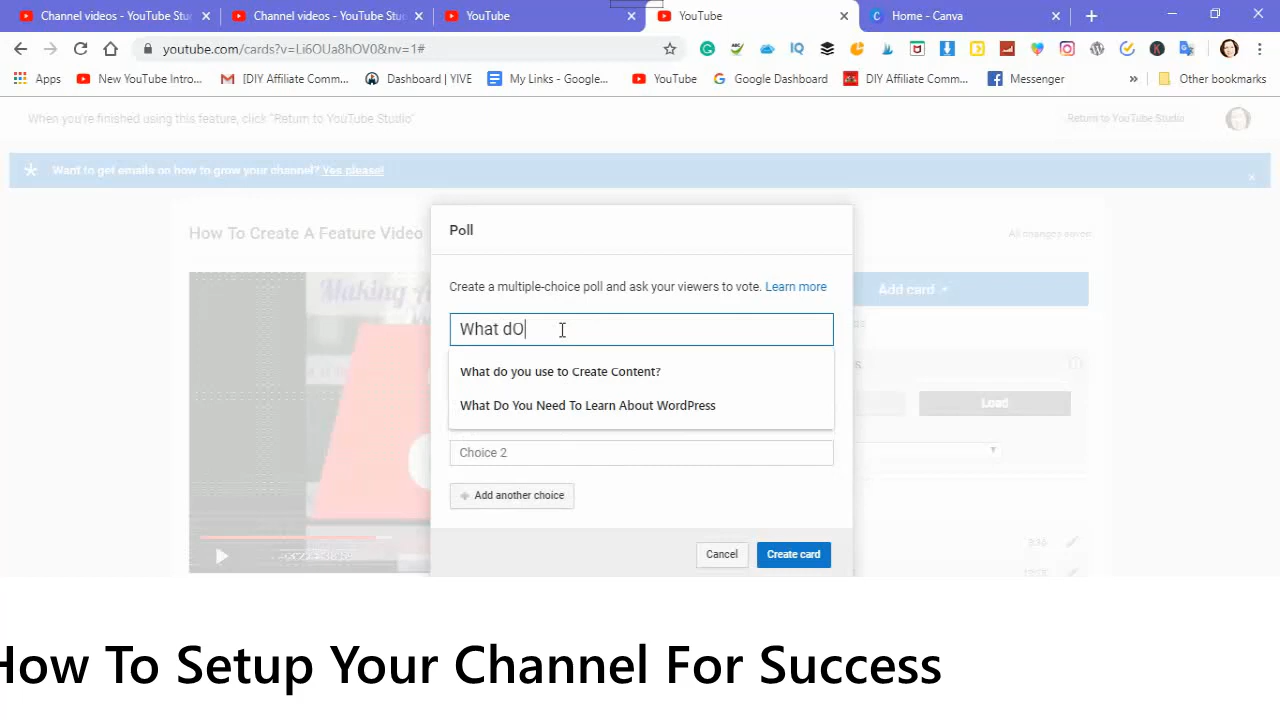 Channel videos - YouTube Stu
Channel videos - YouTube Stu
YouTube
YouTube
Home - Canva
youtube.com/cards?v=Li6OUa8hOV0&nv=1#
Apps
New YouTube Intro...
[DIY Affiliate Comm...
Dashboard | YIVE
My Links - Google...
YouTube
Google Dashboard
DIY Affiliate Comm...
Messenger
Other bookmarks
When you're finished using this feature, click "Return to YouTube Studio"
Return to YouTube Studio
Want to get emails on how to grow your channel? Yes please!
How To Create A Feature Video
All changes saved.
Poll
Create a multiple-choice poll and ask your viewers to vote. Learn more
Add card
What dO
What do you use to Create Content?
What Do You Need To Learn About WordPress
Load
Choice 2
Add another choice
Cancel
Create card
How To Setup Your Channel For Success